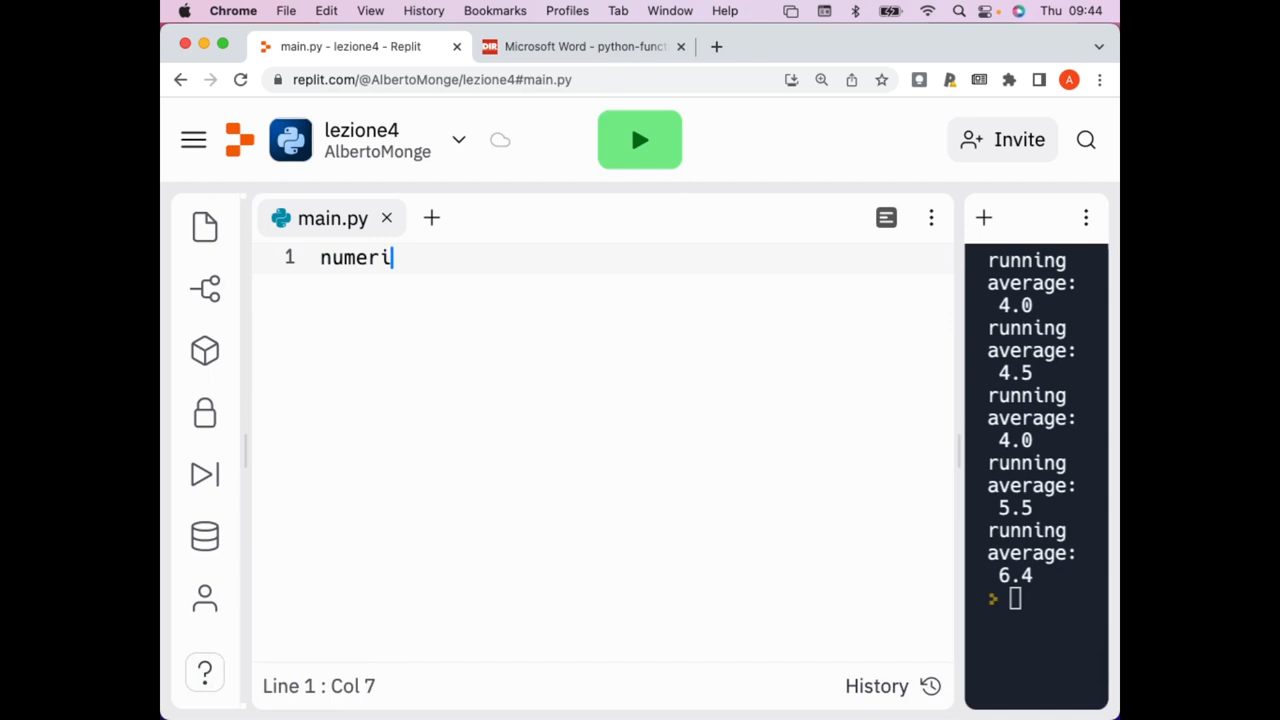 Chrome File Edit View History Bookmarks Profiles Tab Window Help Thu 09:44
main.py - lezione4 - Replit DIR Microsoft Word - python-funct
replit.com/@AlbertoMonge/lezione4#main.py A
lezione4
AlbertoMonge
Invite
main.py
1 numeri
running
average:
4.0
running
average:
4.5
running
average:
4.0
running
average:
5.5
running
average:
6.4
?
Line 1 : Col 7 History